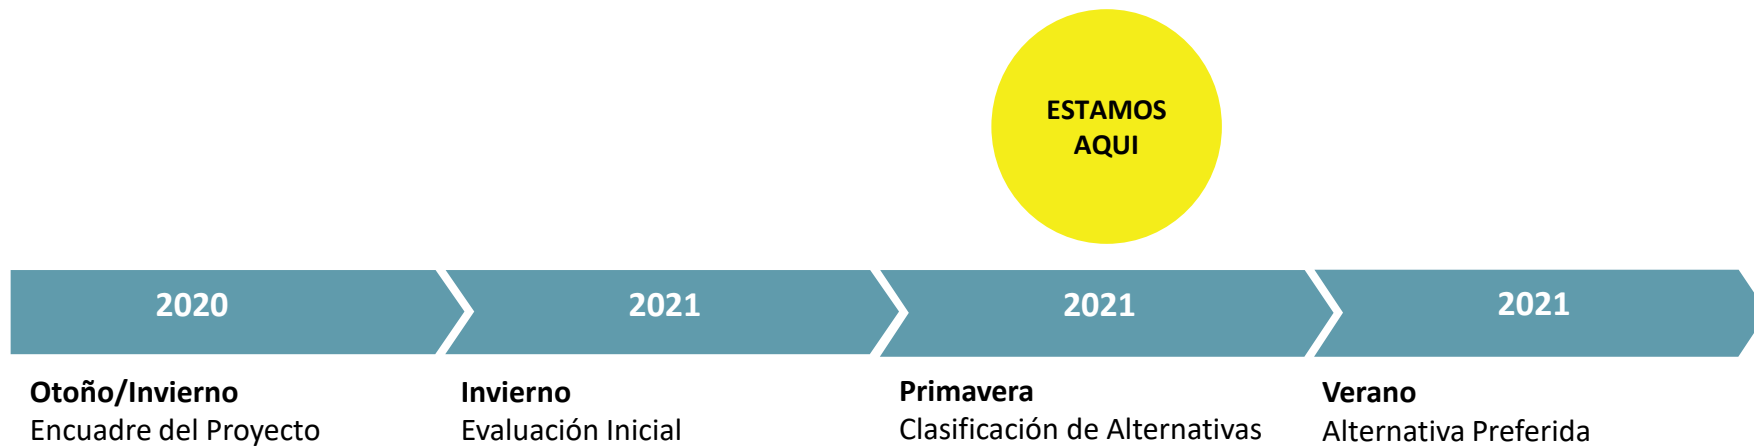 ESTAMOS
AQUI
2020
2021
2021
2021
Otoño/Invierno
Encuadre del Proyecto
Invierno
Evaluación Inicial
Primavera
Clasificación de Alternativas
Verano
Alternativa Preferida